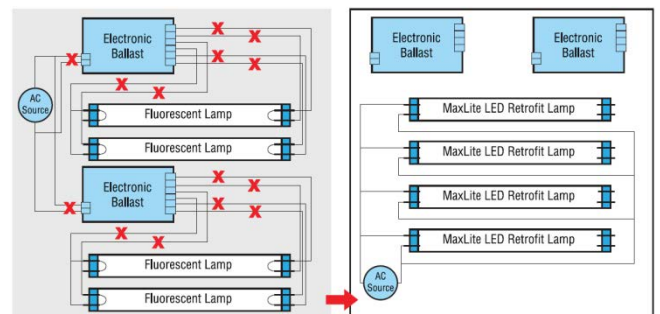 Electronic
Ballast
AC
Source
Fluorescent Lamp
Fluorescent Lamp
Electronic
Ballast
Fluorescent Lamp
Fluorescent Lamp
Electronic
Ballast
Electronic
Ballast
MaxLite LED Retrofit Lamp
MaxLite LED Retrofit Lamp
MaxLite LED Retrofit Lamp
MaxLite LED Retrofit Lamp
AC
Source